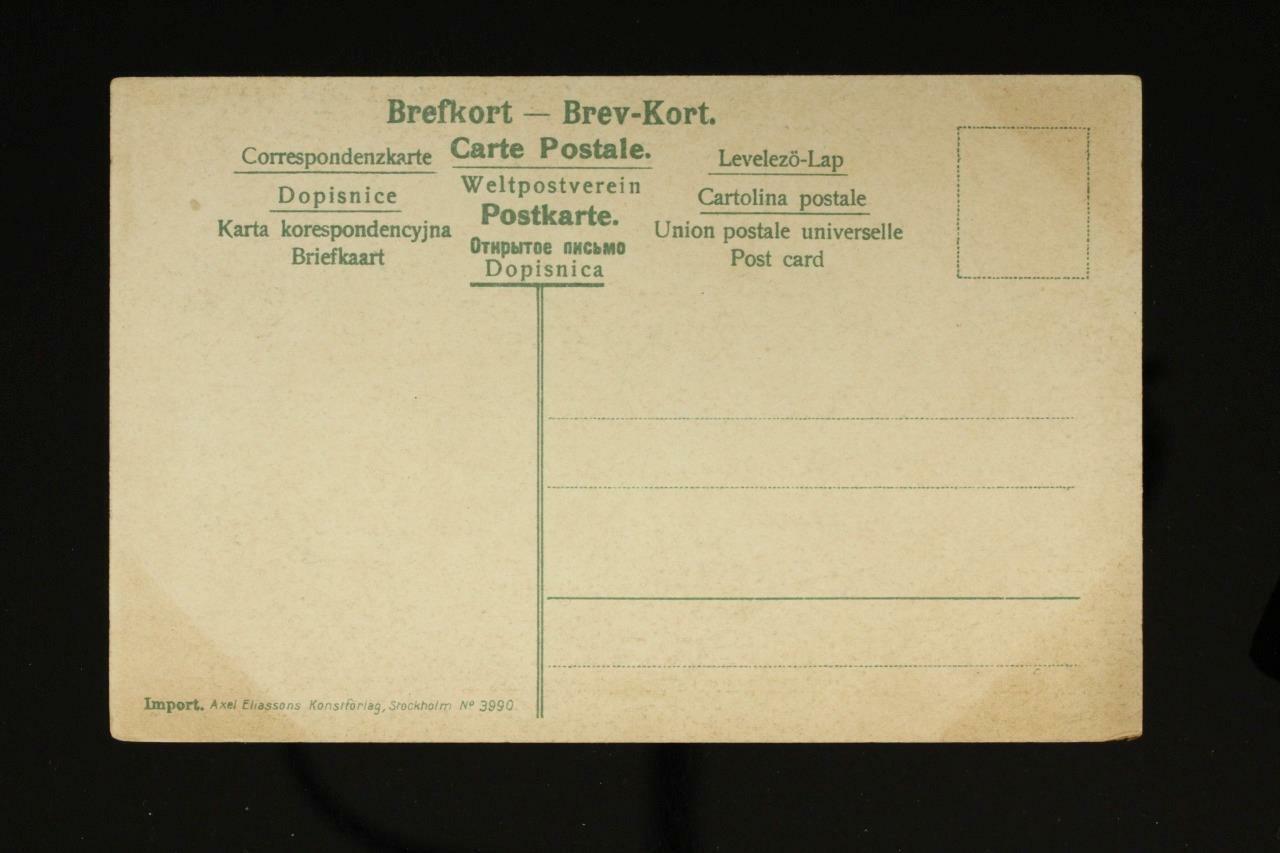 Brefkort — Brev-Kort.
Correspondenzkarte Carte Postale. Levelezö-Lap
Dopisnice Weltpostverein Cartolina postale
Karta korespondencyjna Postkarte. Union postale universelle
Briefkaart Открытое письмо Post card
Dopisnica
Import. Axel Eliassons Konstförlag, Stockholm Nº 3990